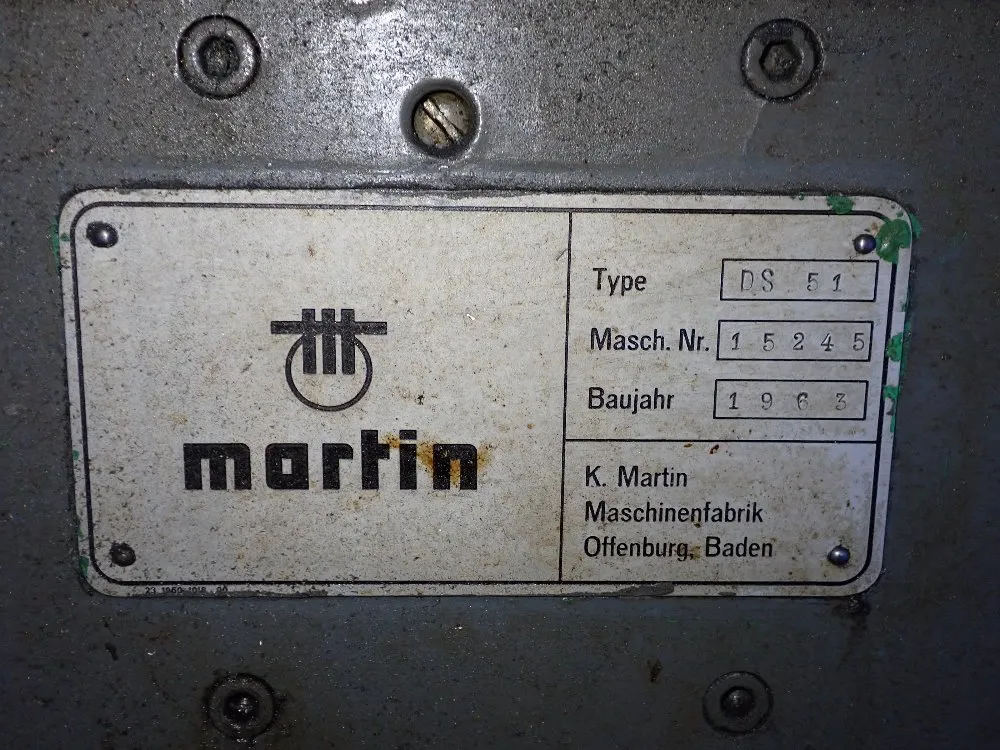 martin
Type DS 51
Masch. Nr. 15245
Baujahr 1963
K. Martin
Maschinenfabrik
Offenburg, Baden